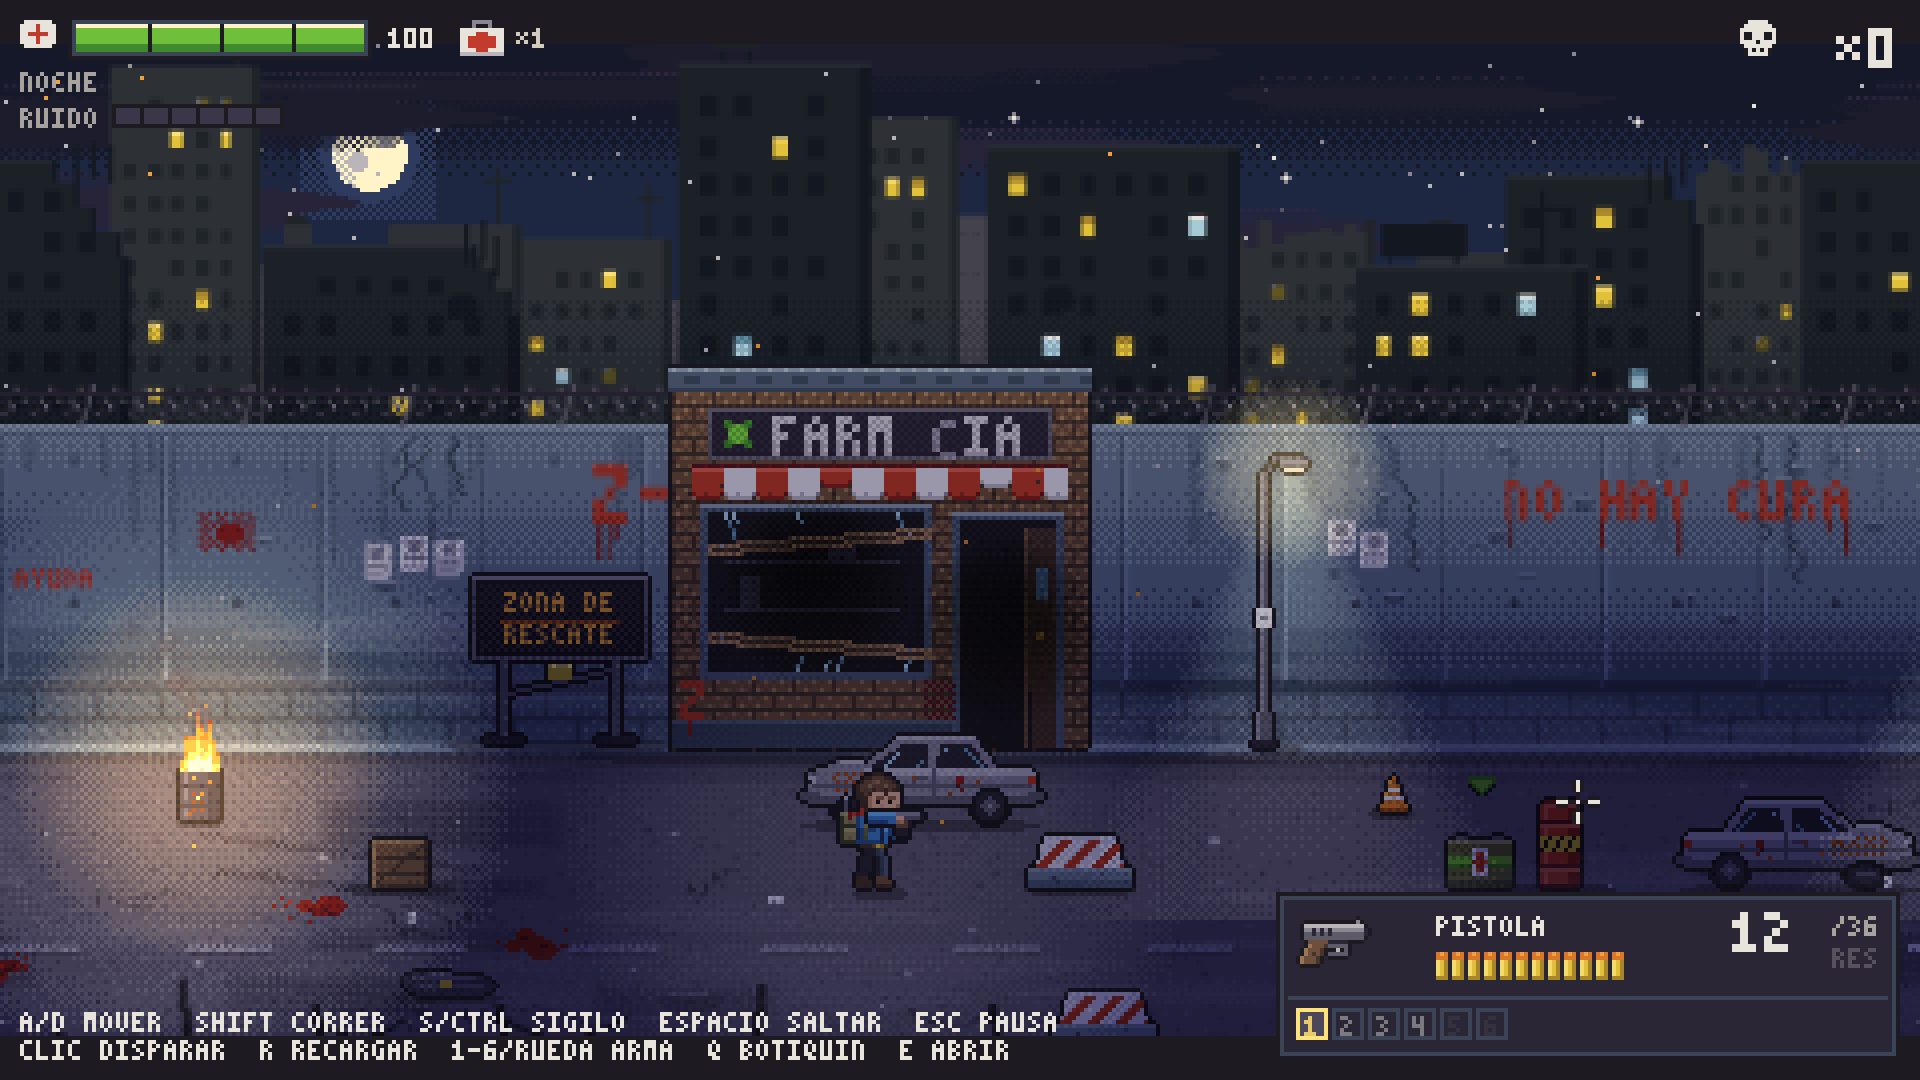 .100
×1
×0
NOCHE
RUIDO
FARM CIA
Z-
NO HAY CURA
AYUDA
ZONA DE
RESCATE
Z
PISTOLA
12
/36
RES
1 2 3 4 5 6
A/D MOVER SHIFT CORRER S/CTRL SIGILO ESPACIO SALTAR ESC PAUSA
CLIC DISPARAR R RECARGAR 1-6/RUEDA ARMA Q BOTIQUIN E ABRIR